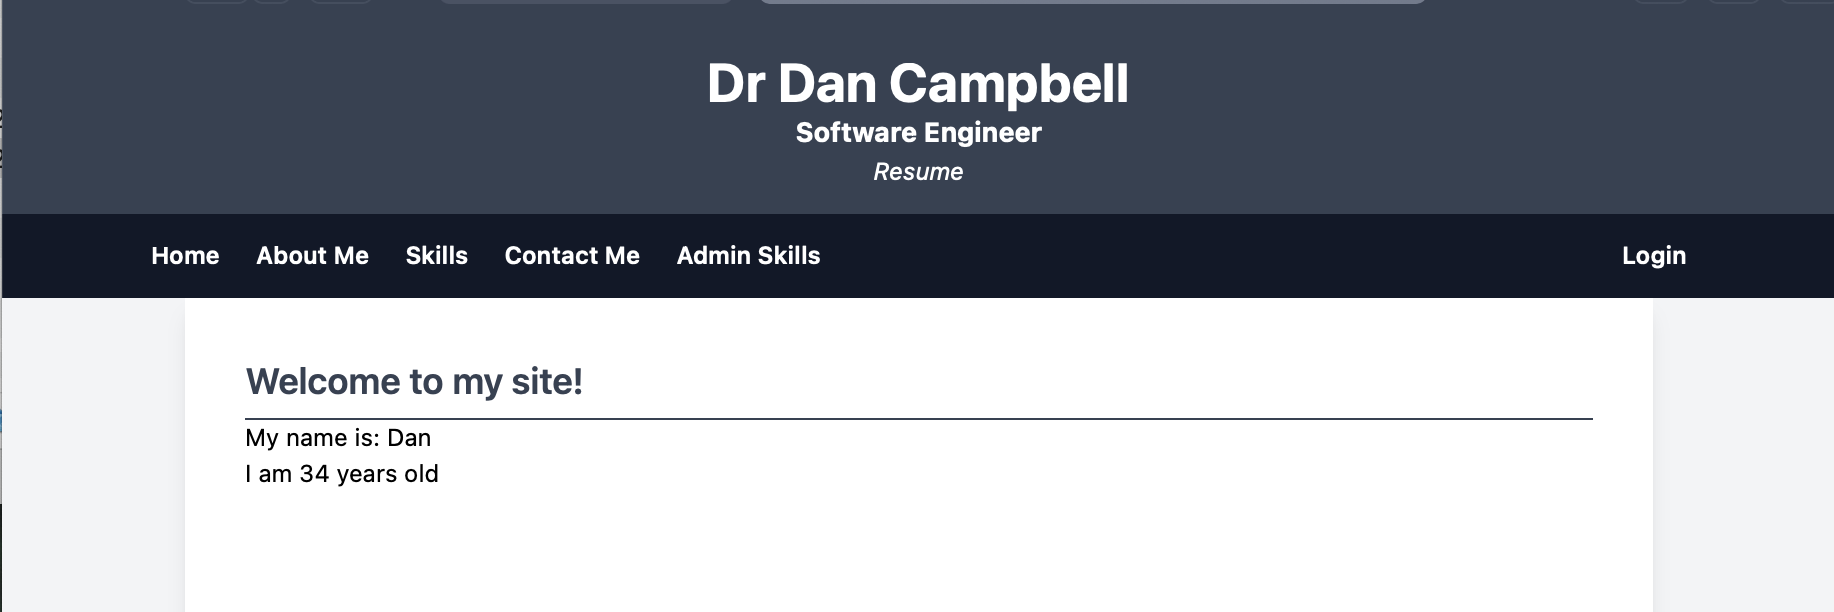 Dr Dan Campbell
Software Engineer
Resume
Home About Me Skills Contact Me Admin Skills Login
Welcome to my site!
My name is: Dan
I am 34 years old